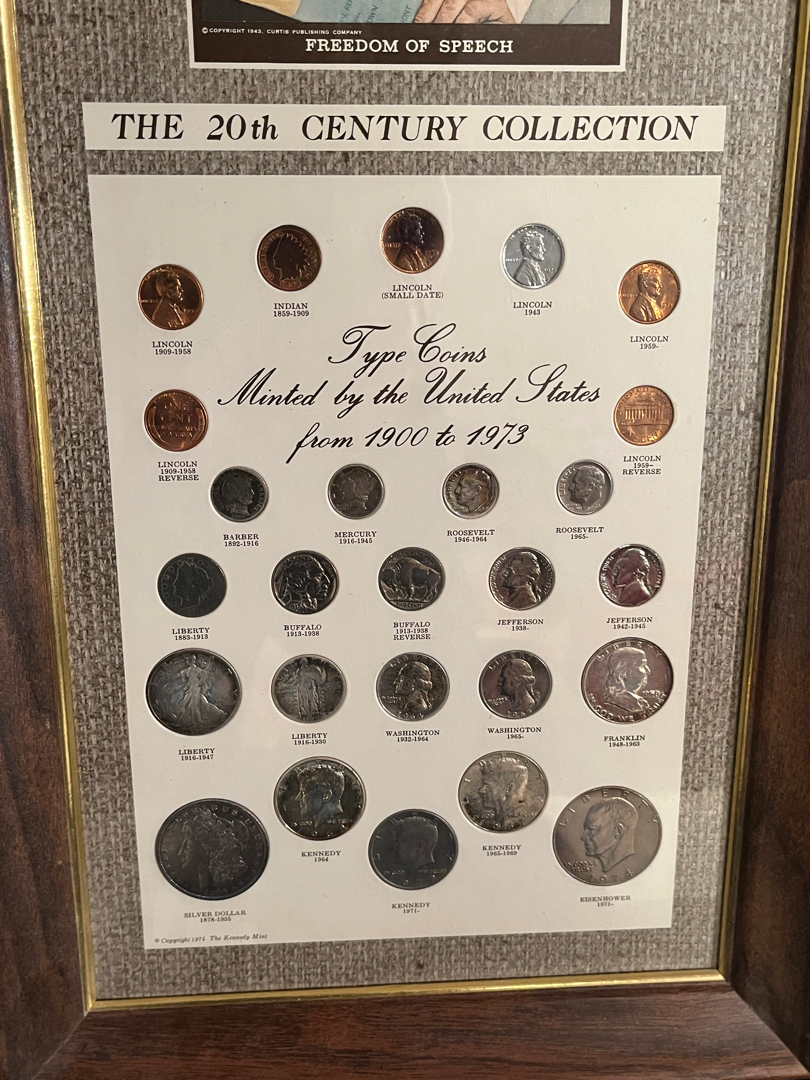 © COPYRIGHT 1943, CURTIS PUBLISHING COMPANY
FREEDOM OF SPEECH
THE 20th CENTURY COLLECTION
LINCOLN
1909-1958
INDIAN
1859-1909
LINCOLN
(SMALL DATE)
LINCOLN
1943
LINCOLN
1959-
Type Coins
Minted by the United States
from 1900 to 1973
LINCOLN
1909-1958
REVERSE
LINCOLN
1959-
REVERSE
BARBER
1892-1916
MERCURY
1916-1945
ROOSEVELT
1946-1964
ROOSEVELT
1965-
LIBERTY
1883-1913
BUFFALO
1913-1938
BUFFALO
1913-1938
REVERSE
JEFFERSON
1938-
JEFFERSON
1942-1945
LIBERTY
1916-1947
LIBERTY
1916-1930
WASHINGTON
1932-1964
WASHINGTON
1965-
FRANKLIN
1948-1963
LIBERTY
SILVER DOLLAR
1878-1935
KENNEDY
1964
KENNEDY
1971-
KENNEDY
1965-1969
LIBERTY
1974
EISENHOWER
1971-
© Copyright 1974 The Kennedy Mint